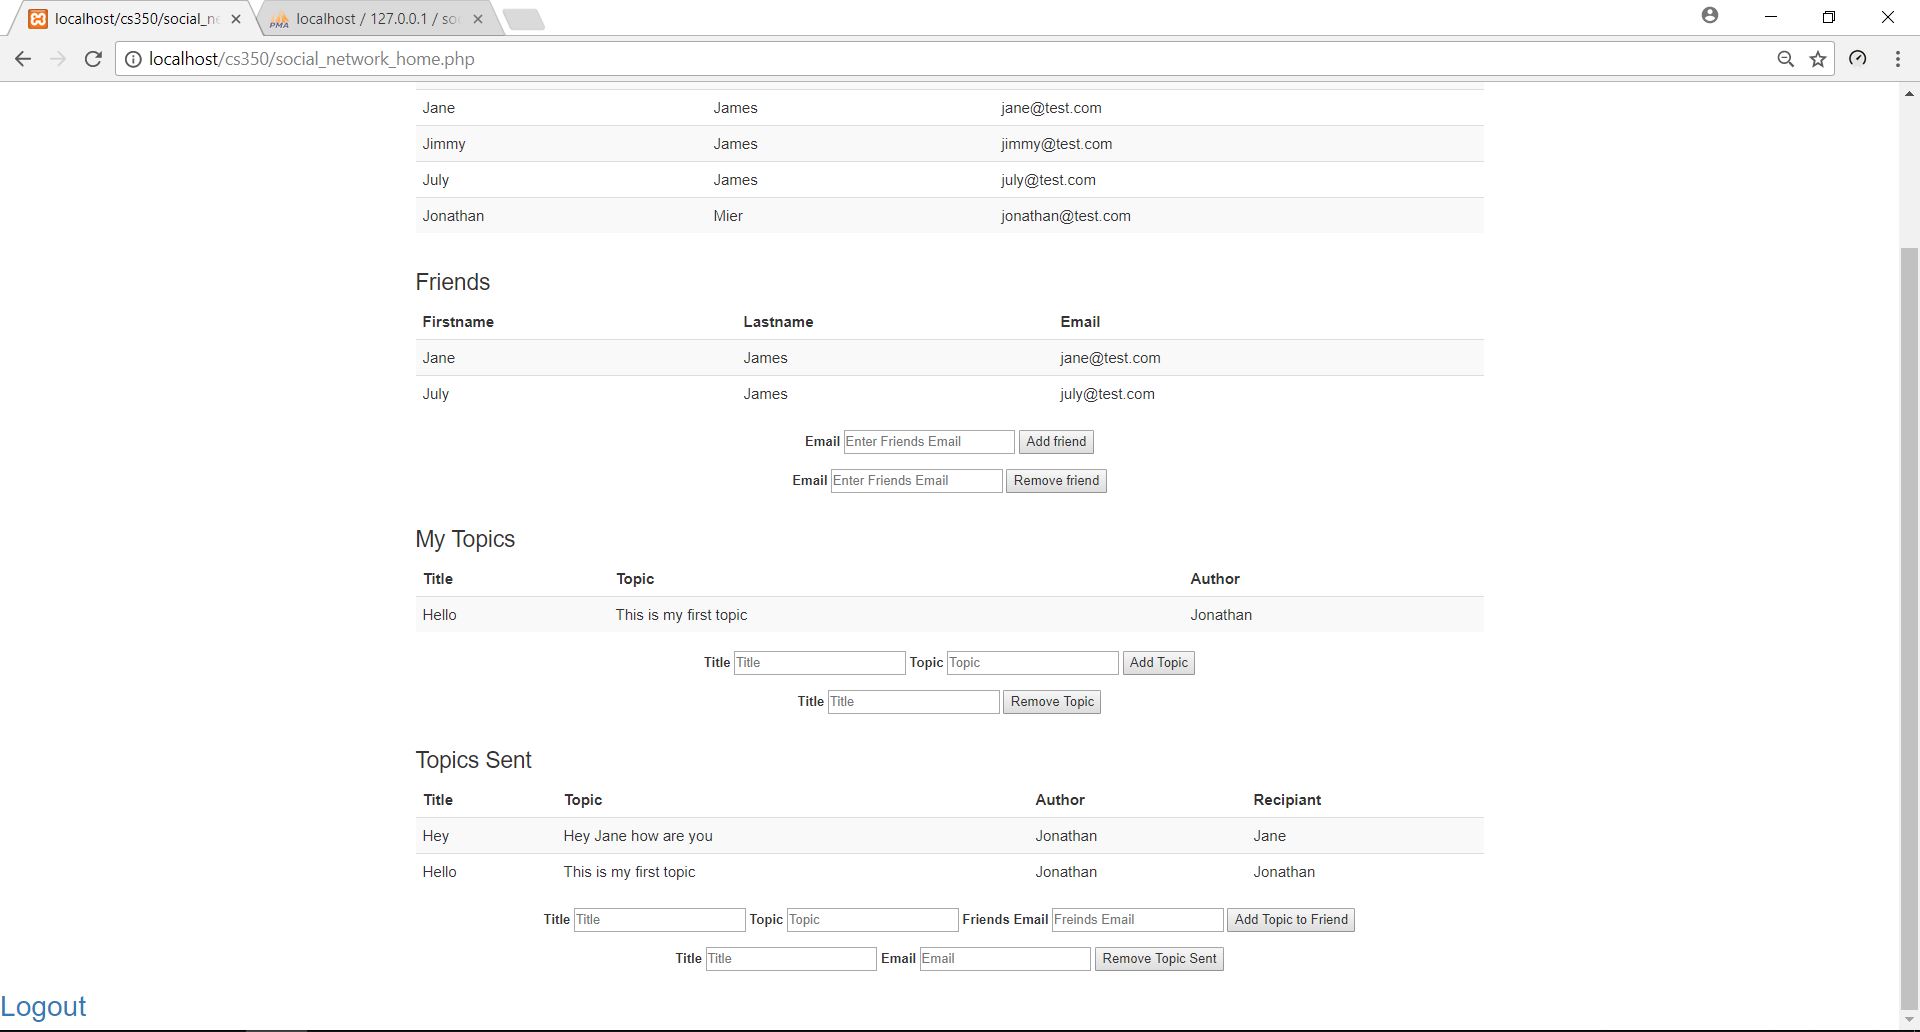 localhost/cs350/social_ne
localhost / 127.0.0.1 / so
localhost/cs350/social_network_home.php
Jane James jane@test.com
Jimmy James jimmy@test.com
July James july@test.com
Jonathan Mier jonathan@test.com
Friends
Firstname Lastname Email
Jane James jane@test.com
July James july@test.com
Email Enter Friends Email Add friend
Email Enter Friends Email Remove friend
My Topics
Title Topic Author
Hello This is my first topic Jonathan
Title Title Topic Topic Add Topic
Title Title Remove Topic
Topics Sent
Title Topic Author Recipiant
Hey Hey Jane how are you Jonathan Jane
Hello This is my first topic Jonathan Jonathan
Title Title Topic Topic Friends Email Freinds Email Add Topic to Friend
Title Title Email Email Remove Topic Sent
Logout